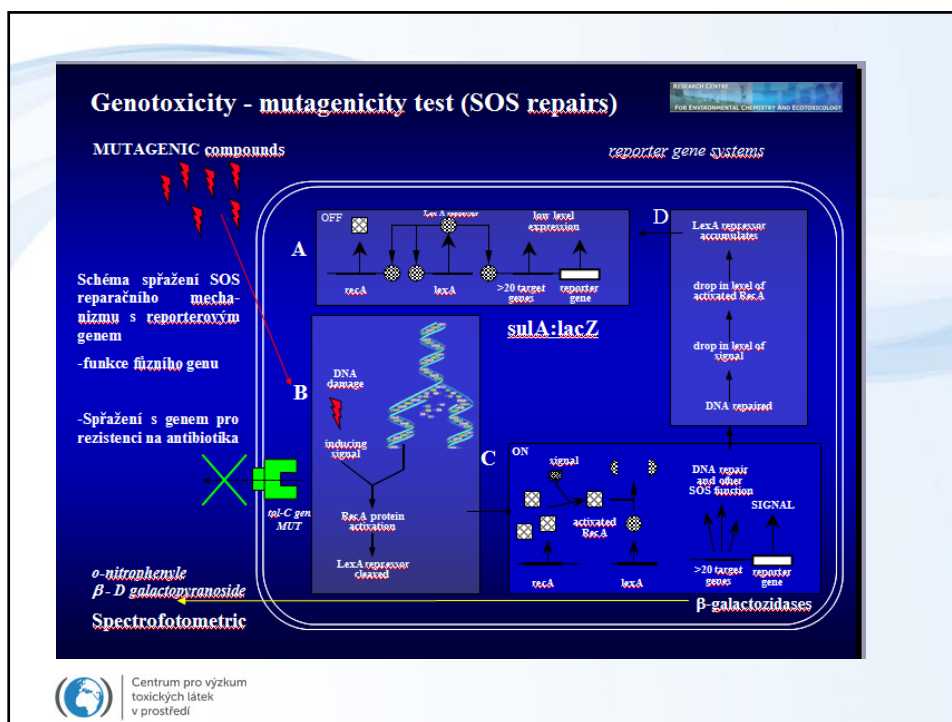 Genotoxicity - mutagenicity test (SOS repairs)
RESEARCH CENTRE
FOR ENVIRONMENTAL CHEMISTRY AND ECOTOXICOLOGY
MUTAGENIC compounds
reporter gene systems
A
OFF
Lex A repressor
low level
expression
recA
lexA
>20 target
genes
reporter
gene
sulA:lacZ
D
LexA repressor
accumulates
drop in level of
activated RecA
drop in level of
signal
DNA repaired
Schéma spřažení SOS
reparačního mecha-
nizmu s reporterovým
genem
-funkce fůzního genu
-Spřažení s genem pro
rezistenci na antibiotika
B
DNA
damage
inducing
signal
RecA protein
activation
LexA repressor
cleaved
C
ON
signal
activated
RecA
recA
lexA
DNA repair
and other
SOS function
SIGNAL
>20 target
genes
reporter
gene
tol-C gen
MUT
β-galactozidases
o-nitrophenyle
β - D galactopyranoside
Spectrofotometric
Centrum pro výzkum
toxických látek
v prostředí